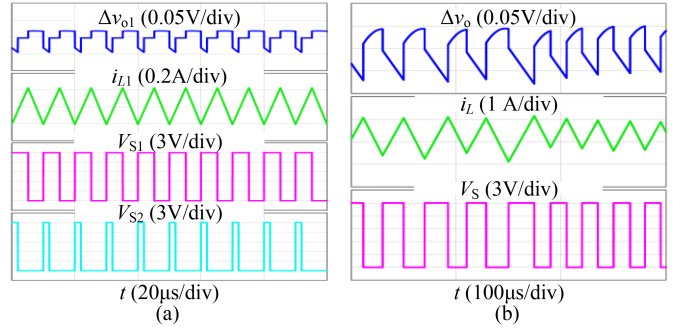 Δvo1 (0.05V/div)
iL1 (0.2A/div)
VS1 (3V/div)
VS2 (3V/div)
t (20μs/div)
(a)
Δvo (0.05V/div)
iL (1 A/div)
VS (3V/div)
t (100μs/div)
(b)